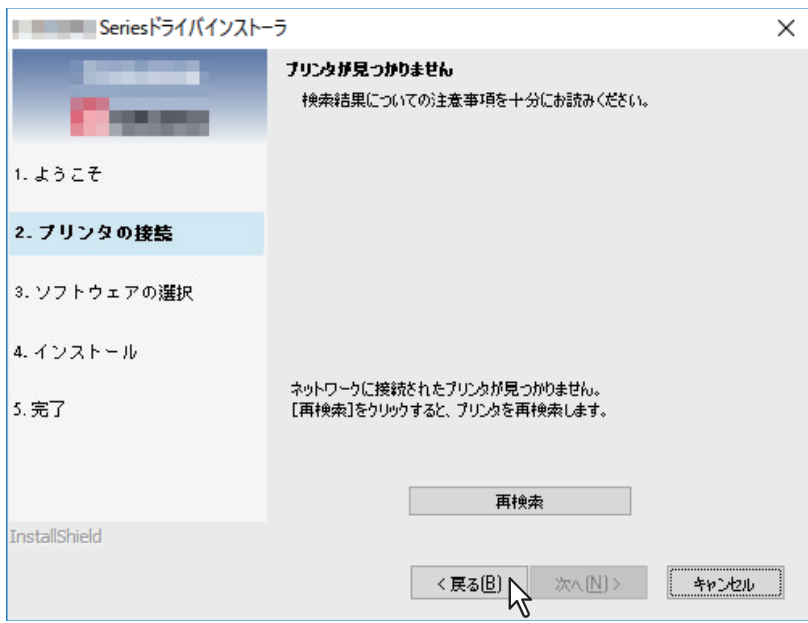 Seriesドライバインストーラ
プリンタが見つかりません
検索結果についての注意事項を十分にお読みください。
1. ようこそ
2. プリンタの接続
3. ソフトウェアの選択
4. インストール
5. 完了
ネットワークに接続されたプリンタが見つかりません。
[再検索]をクリックすると、プリンタを再検索します。
再検索
InstallShield
< 戻る(B)
次へ(N) >
キャンセル